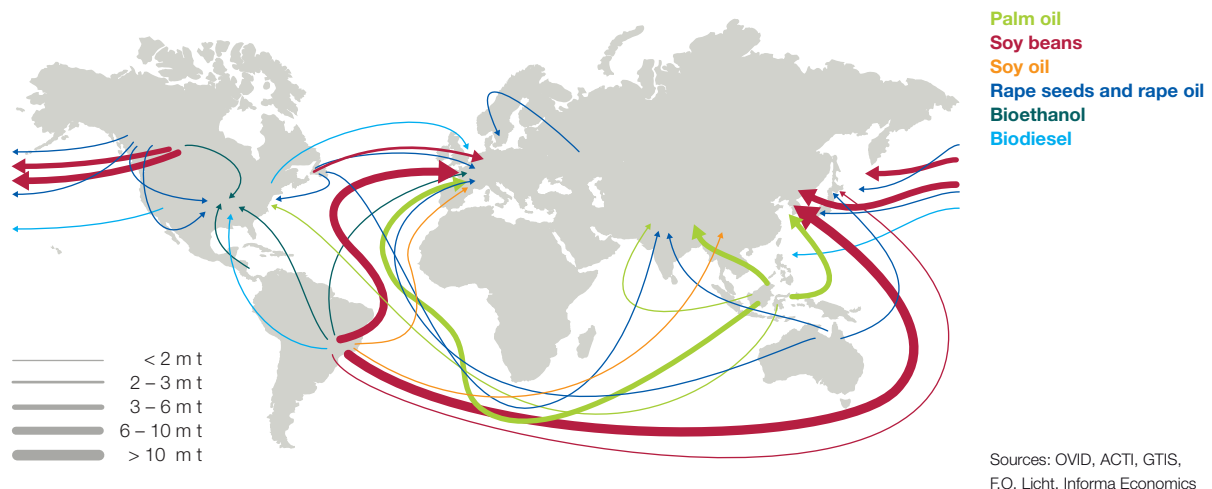 Palm oil
Soy beans
Soy oil
Rape seeds and rape oil
Bioethanol
Biodiesel
< 2 m t
2 – 3 m t
3 – 6 m t
6 – 10 m t
> 10 m t
Sources: OVID, ACTI, GTIS,
F.O. Licht, Informa Economics